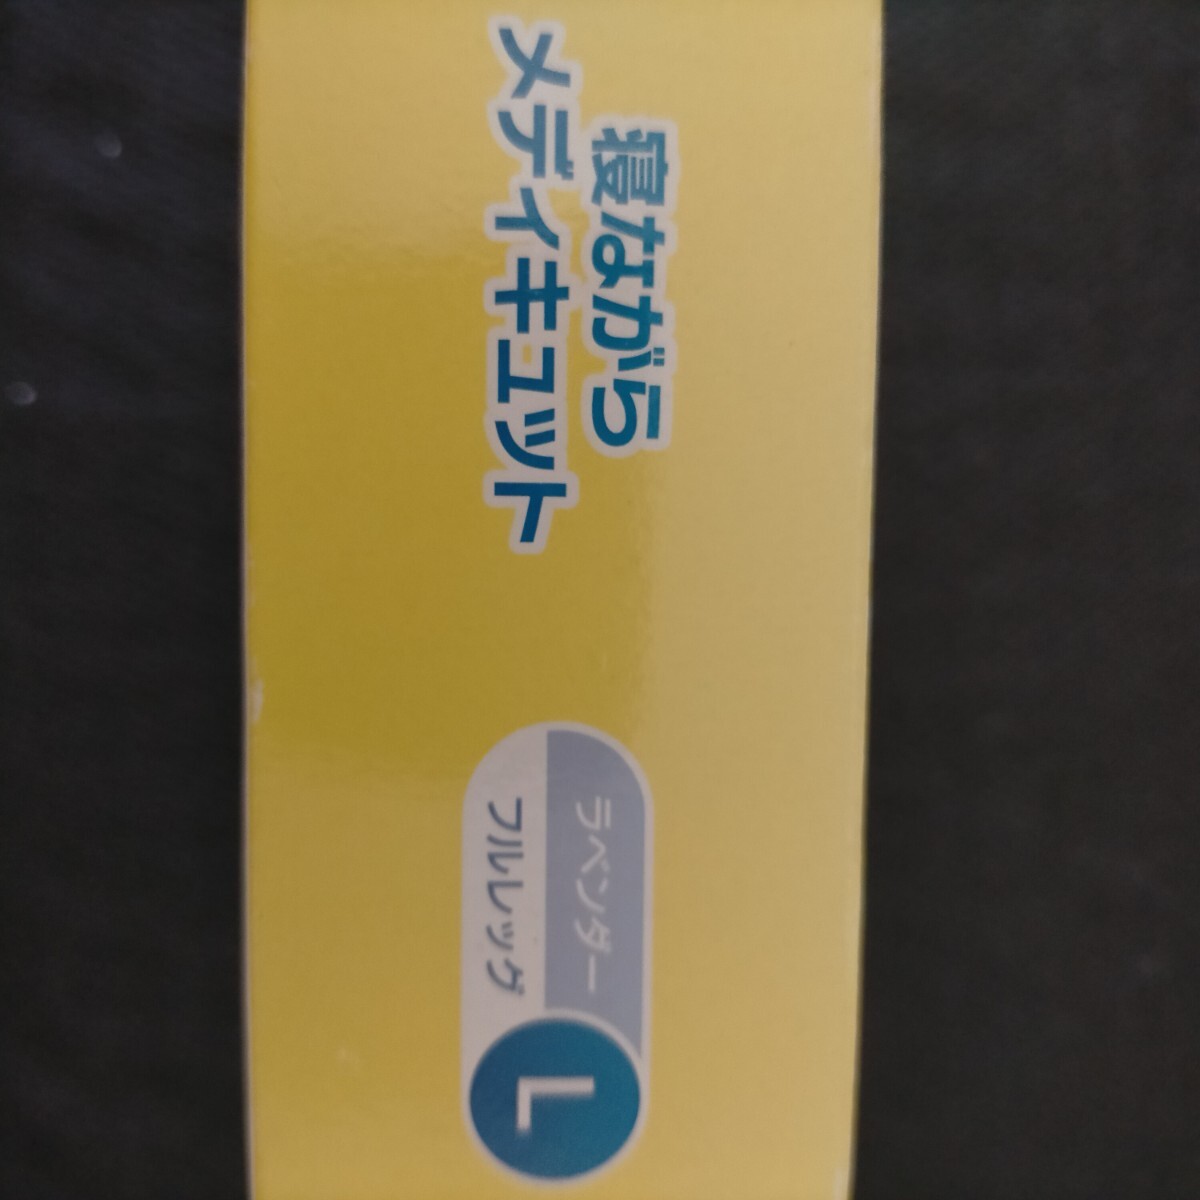 寝ながら
メディキュット
ラベンダー
フルレッグ
L